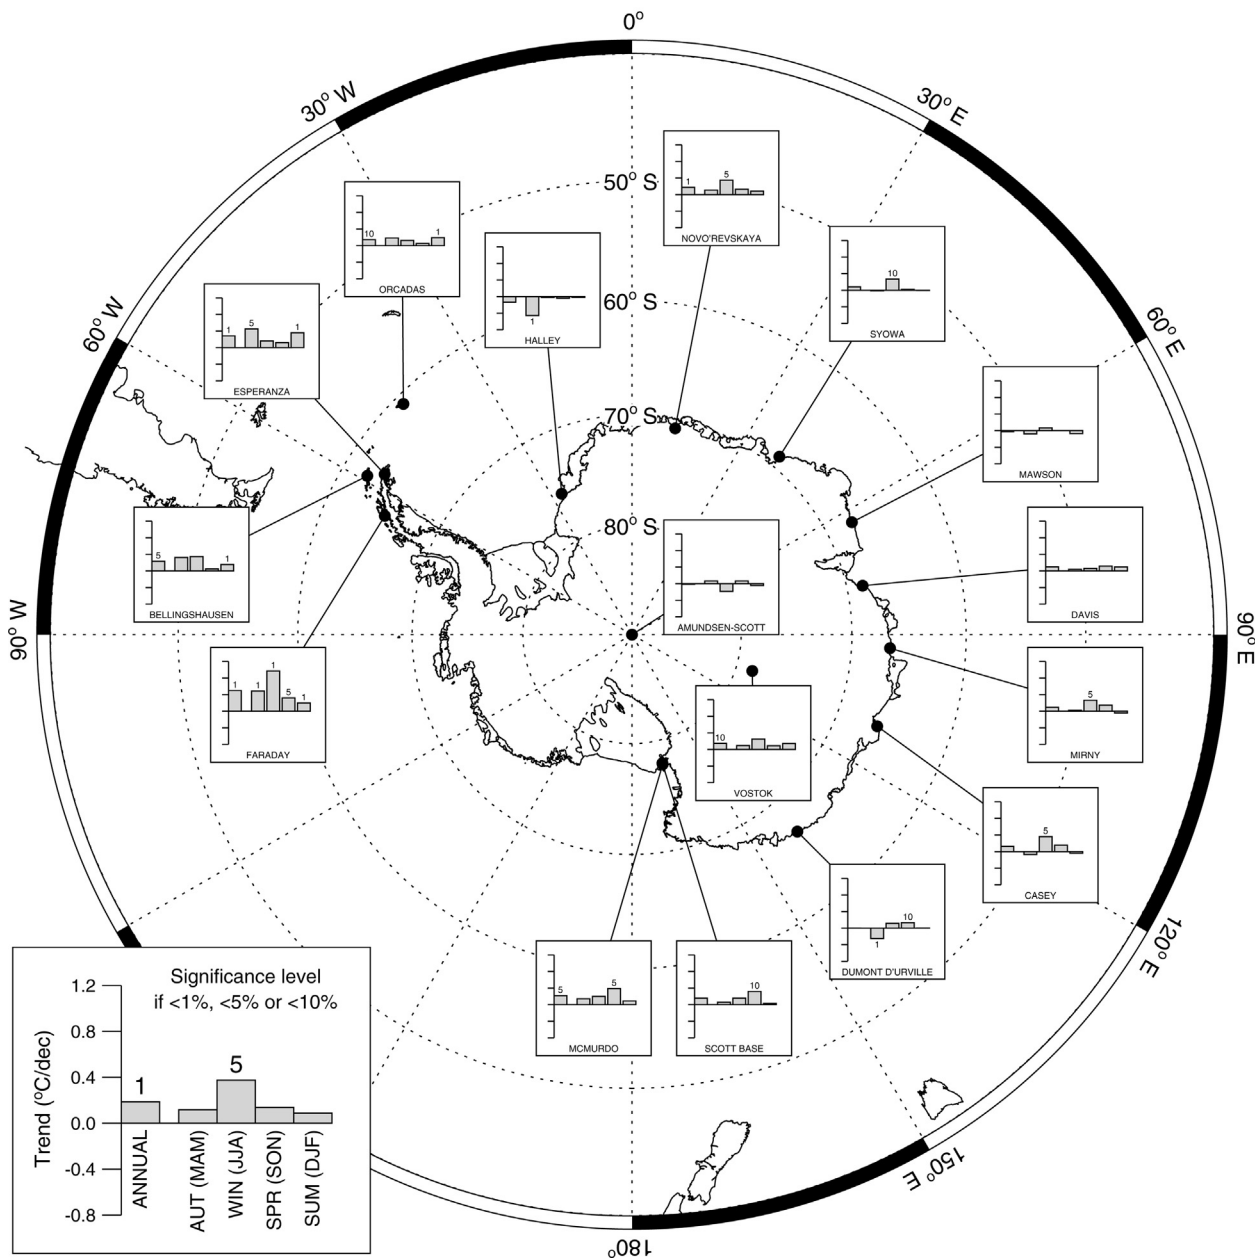 0°
30° W
30° E
50° S
1
5
NOVO'REVSKAYA
10
1
ORCADAS
1
HALLEY
10
SYOWA
60° S
60° W
60° E
1
5
1
ESPERANZA
70° S
MAWSON
80° S
5
1
BELLINGSHAUSEN
AMUNDSEN-SCOTT
DAVIS
90° W
90° E
1
1
1
5
1
FARADAY
10
VOSTOK
5
MIRNY
5
CASEY
1
10
DUMONT D'URVILLE
120° E
5
5
MCMURDO
10
SCOTT BASE
150° E
180°
Significance level
if <1%, <5% or <10%
Trend (°C/dec)
1.2
0.8
0.4
0.0
-0.4
-0.8
1
5
ANNUAL
AUT (MAM)
WIN (JJA)
SPR (SON)
SUM (DJF)